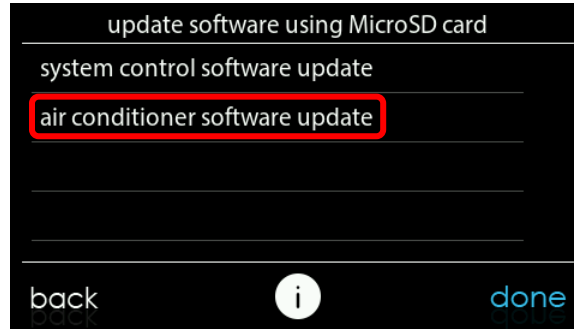 update software using MicroSD card
system control software update
air conditioner software update
back
i
done